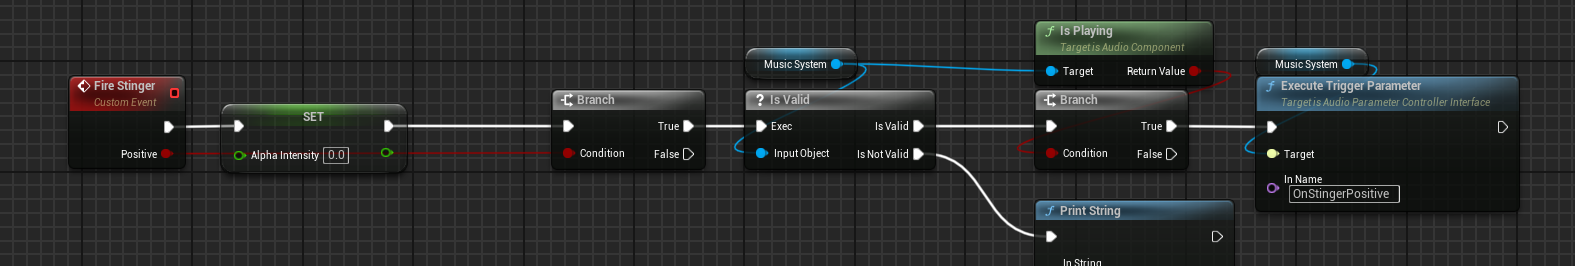 Fire Stinger
Custom Event
Positive
SET
Alpha Intensity 0.0
Branch
True
Condition
False
Music System
Is Valid
Exec
Is Valid
Input Object
Is Not Valid
Is Playing
Target is Audio Component
Target
Return Value
Branch
True
Condition
False
Print String
In String
Music System
Execute Trigger Parameter
Target is Audio Parameter Controller Interface
Target
In Name
OnStingerPositive